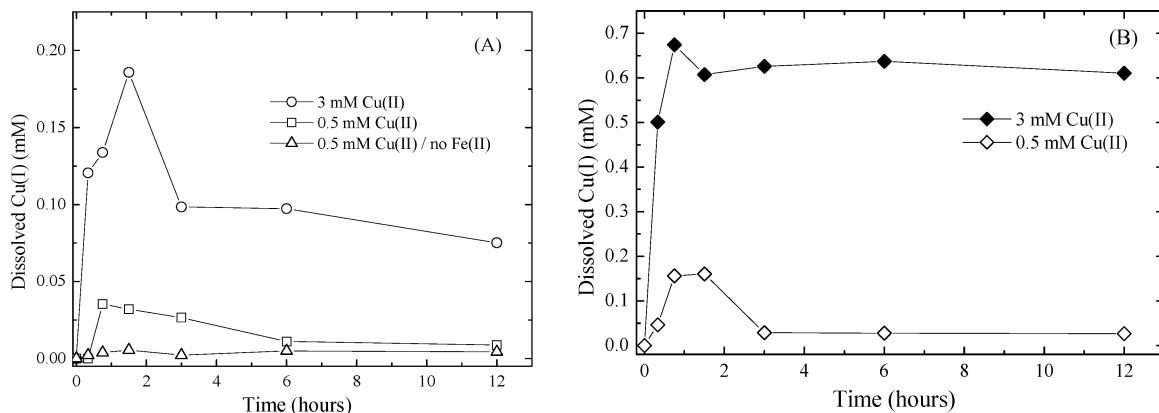 (A)
3 mM Cu(II)
0.5 mM Cu(II)
0.5 mM Cu(II) / no Fe(II)
Dissolved Cu(I) (mM)
0.20
0.15
0.10
0.05
0.00
0 2 4 6 8 10 12
Time (hours)
(B)
3 mM Cu(II)
0.5 mM Cu(II)
Dissolved Cu(I) (mM)
0.7
0.6
0.5
0.4
0.3
0.2
0.1
0.0
0 2 4 6 8 10 12
Time (hours)